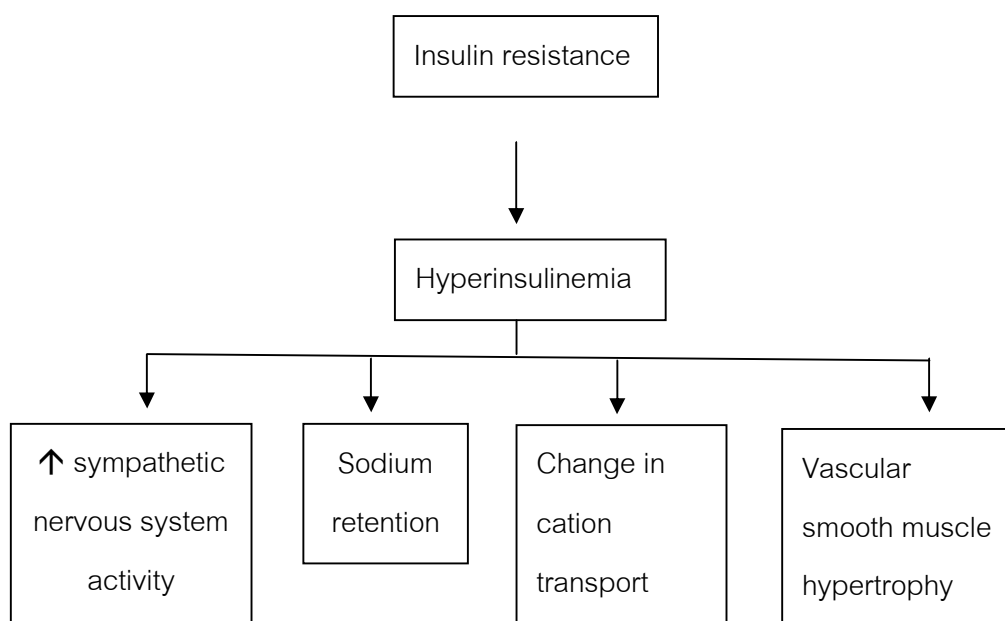 Insulin resistance
Hyperinsulinemia
↑ sympathetic
nervous system
activity
Sodium
retention
Change in
cation
transport
Vascular
smooth muscle
hypertrophy